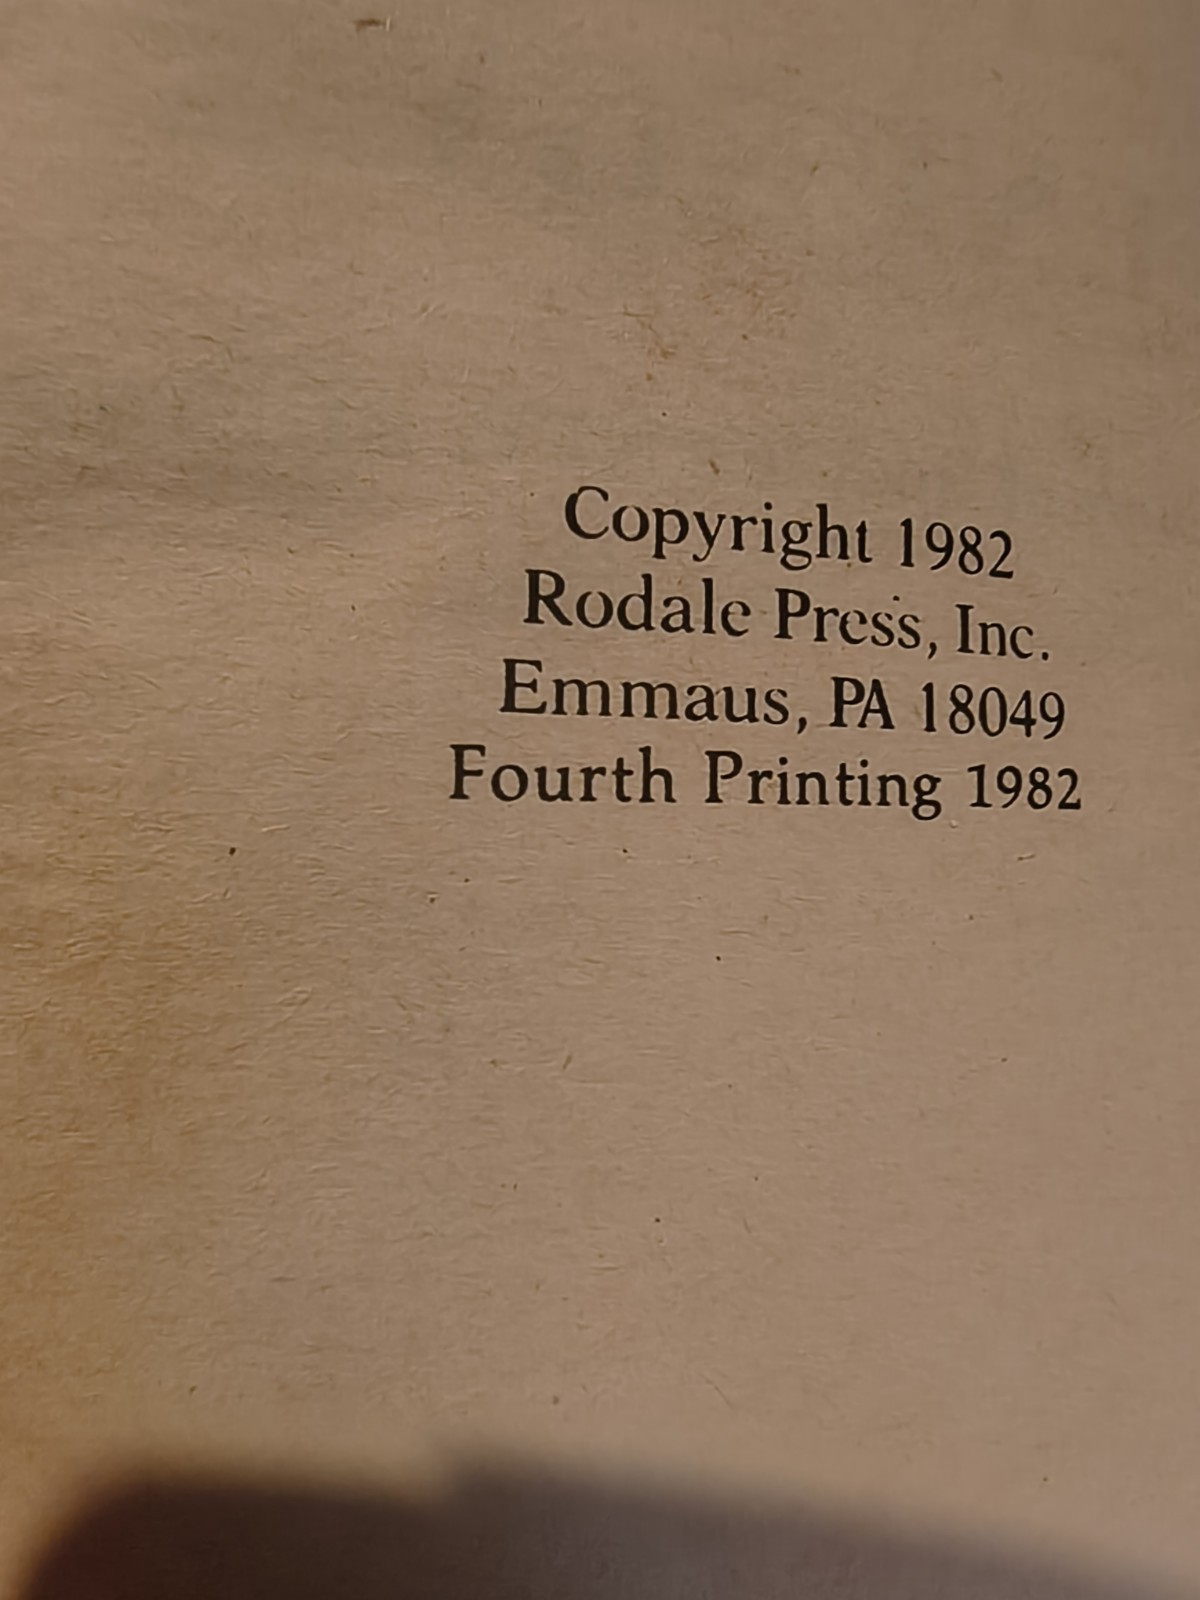 Copyright 1982
Rodale Press, Inc.
Emmaus, PA 18049
Fourth Printing 1982